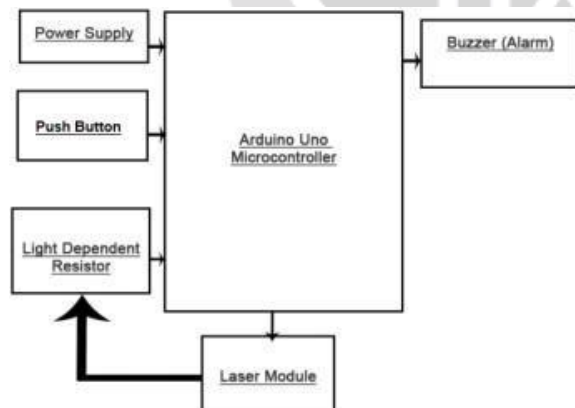 Power Supply
Buzzer (Alarm)
Push Button
Arduino Uno
Microcontroller
Light Dependent
Resistor
Laser Module